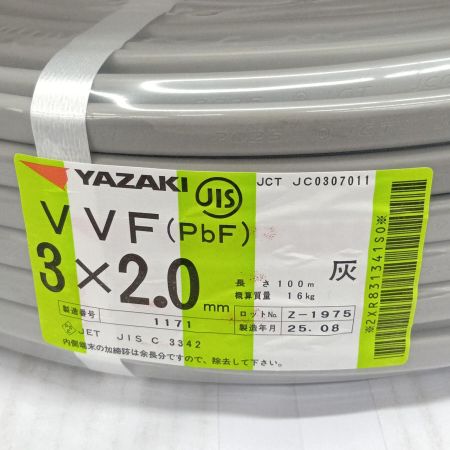 YAZAKI JIS JCT JC0307011
VVF(PbF)
3×2.0mm
灰
長さ 100m
概算質量 16kg
製造番号 1171
ロットNo. Z-1975
製造年月 25.08
JET JIS C 3342
内側端末の加締跡は余長分ですので、除去して下さい。
※2XR831341S0※